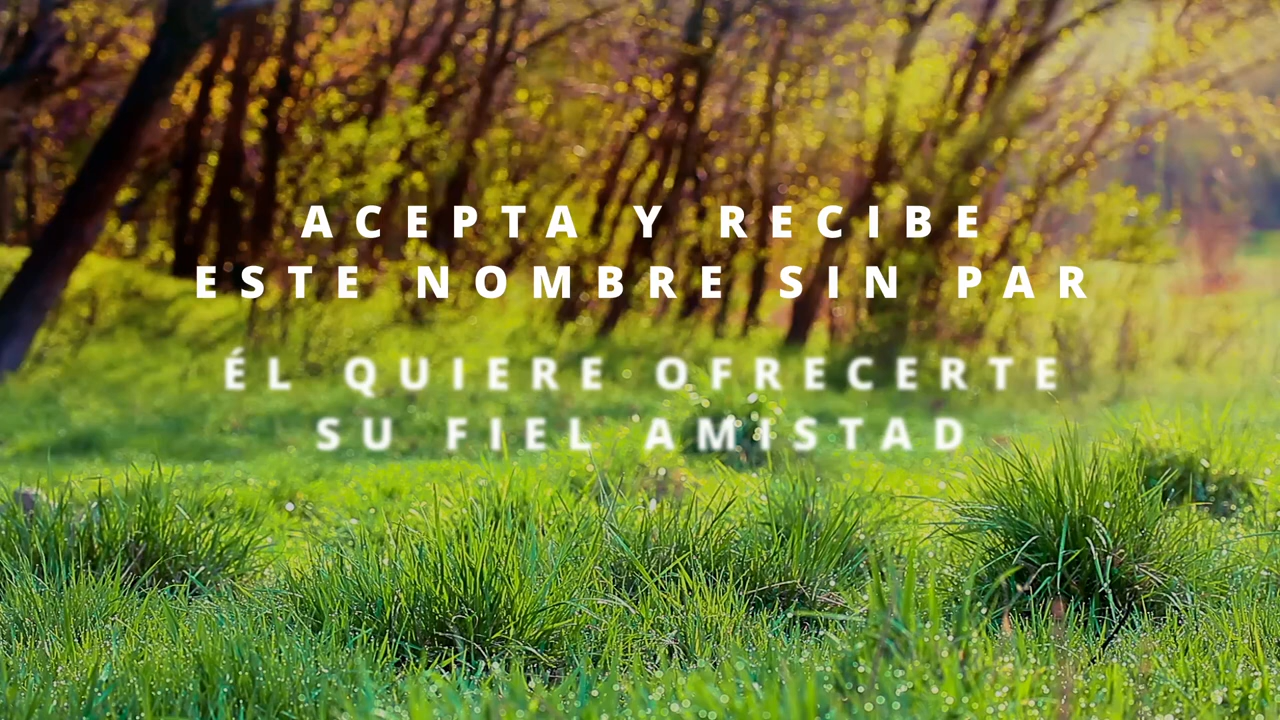 ACEPTA Y RECIBE
ESTE NOMBRE SIN PAR
ÉL QUIERE OFRECERTE
SU FIEL AMISTAD